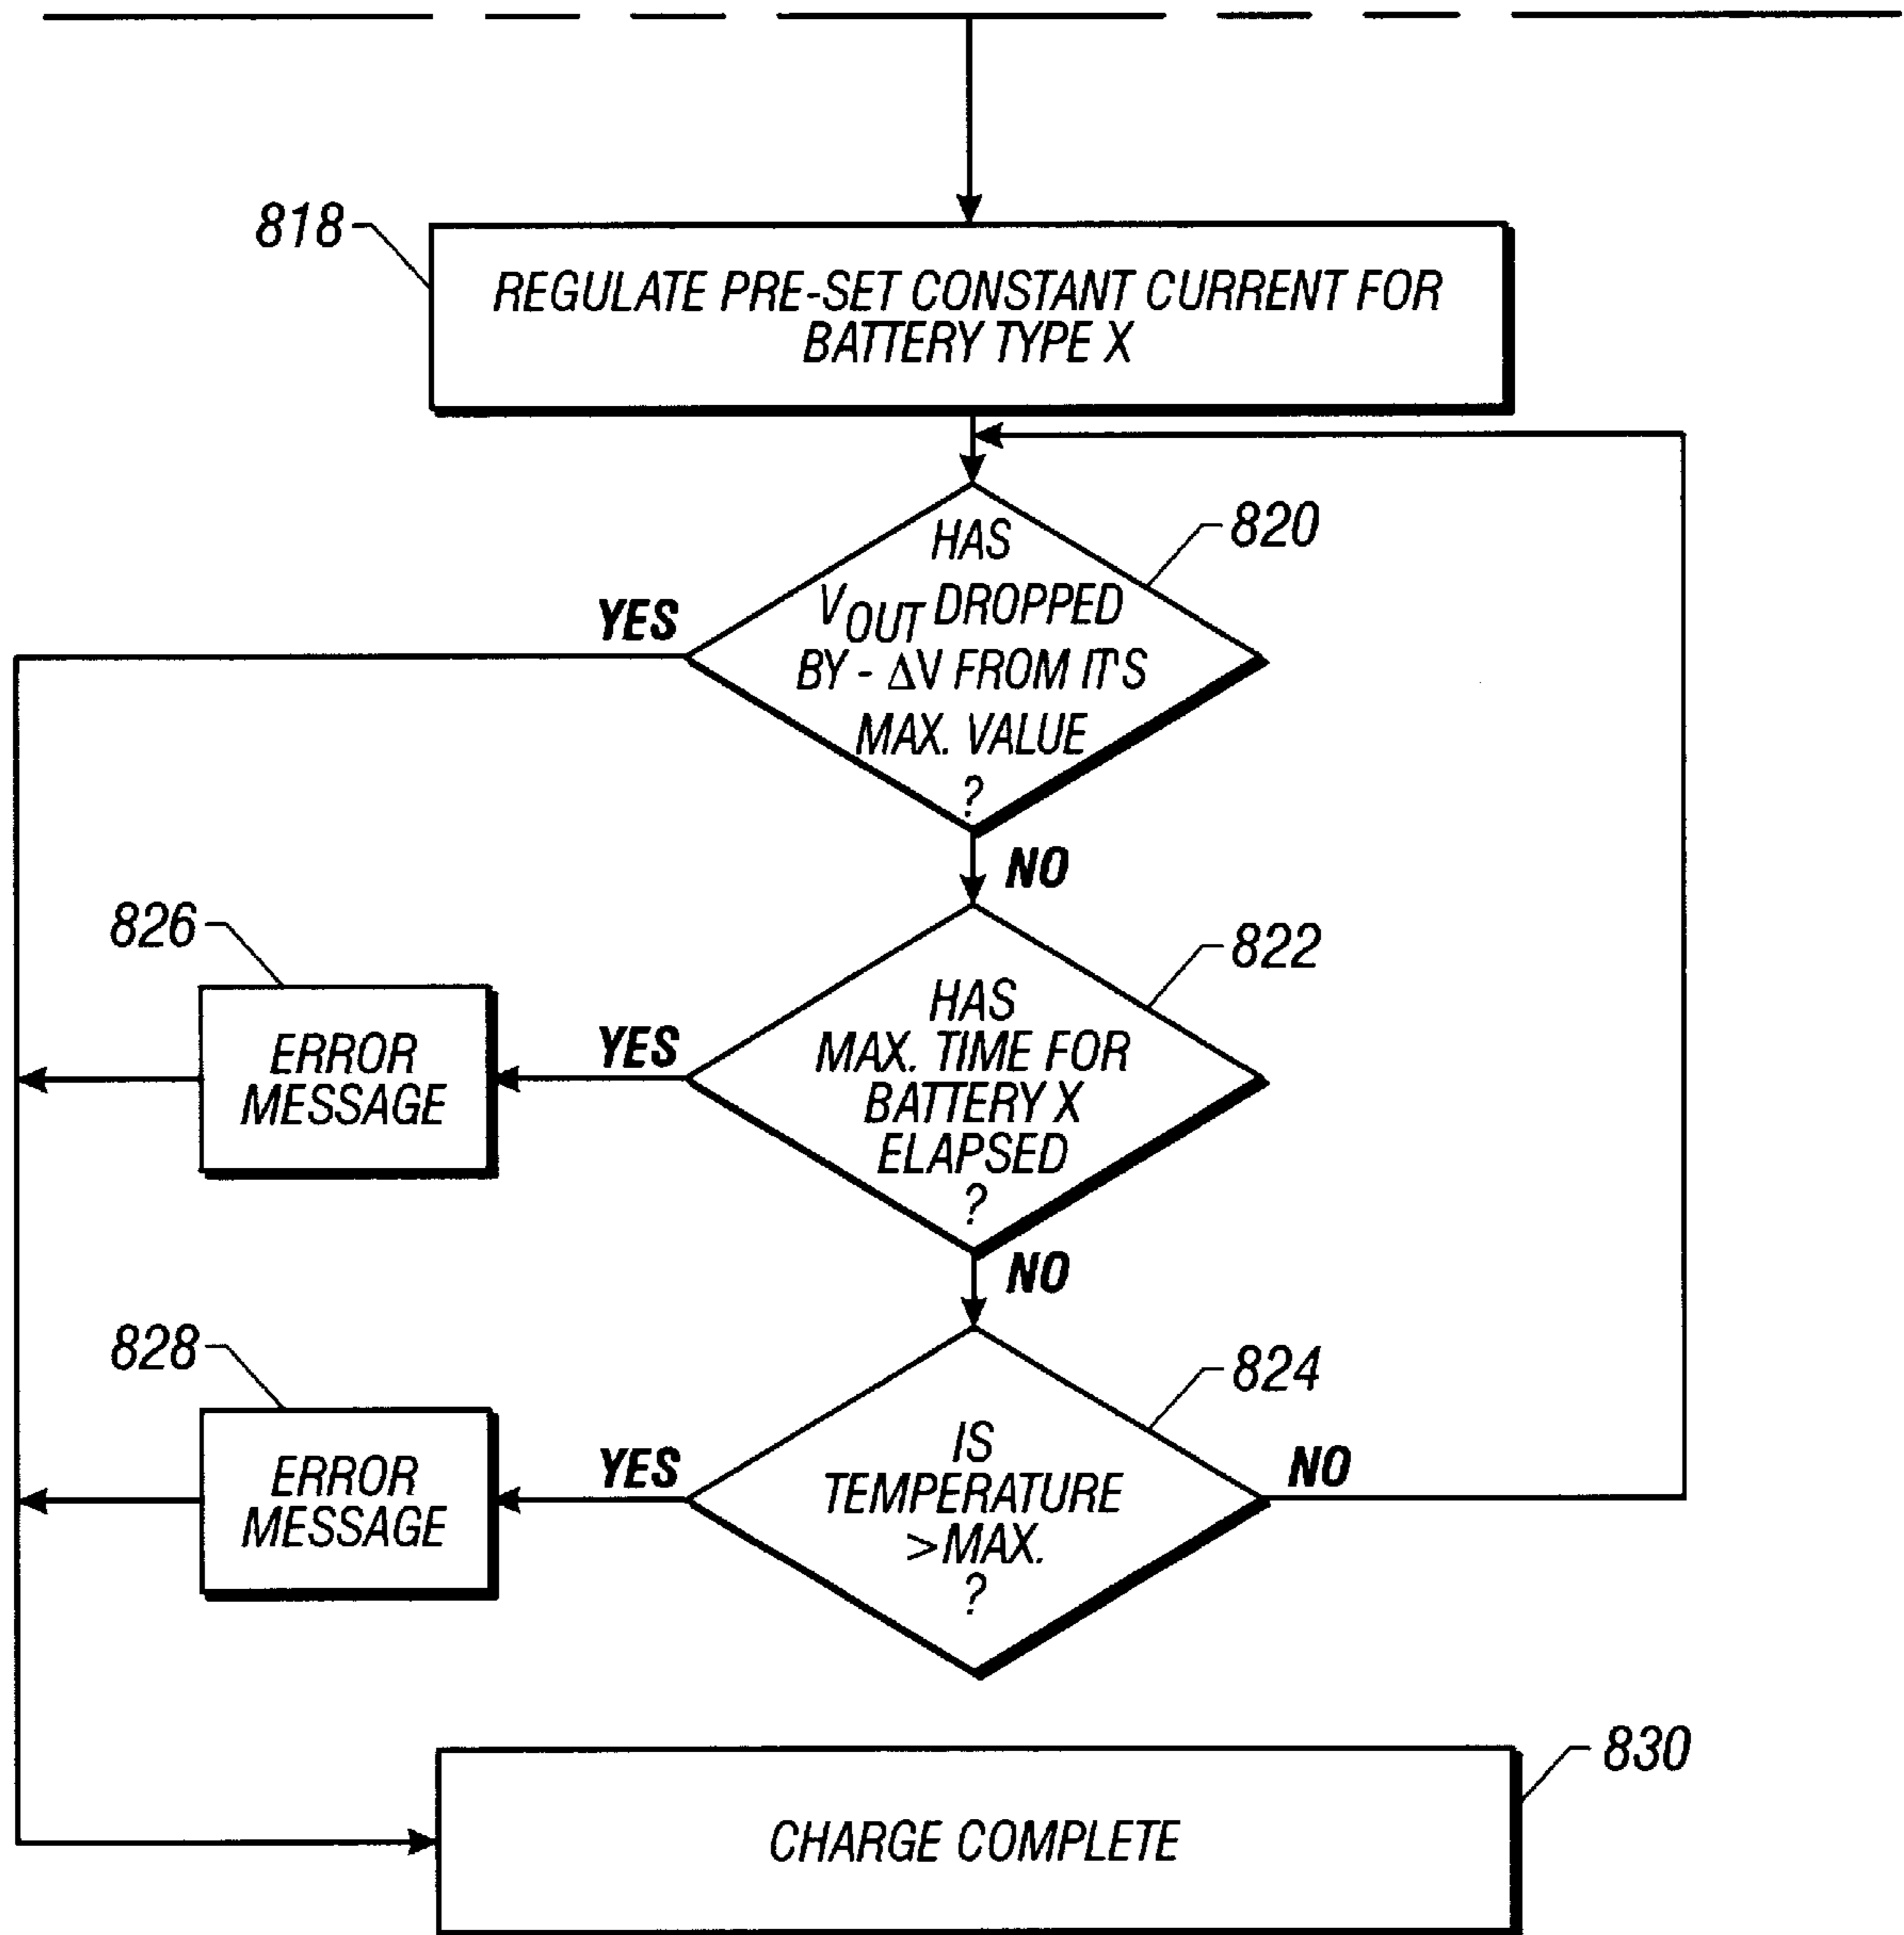 818
REGULATE PRE-SET CONSTANT CURRENT FOR
BATTERY TYPE X
820
HAS
VOUT DROPPED
BY - ΔV FROM IT'S
MAX. VALUE
?
YES
NO
822
HAS
MAX. TIME FOR
BATTERY X
ELAPSED
?
YES
826
ERROR
MESSAGE
NO
824
IS
TEMPERATURE
>MAX.
?
NO
YES
828
ERROR
MESSAGE
830
CHARGE COMPLETE